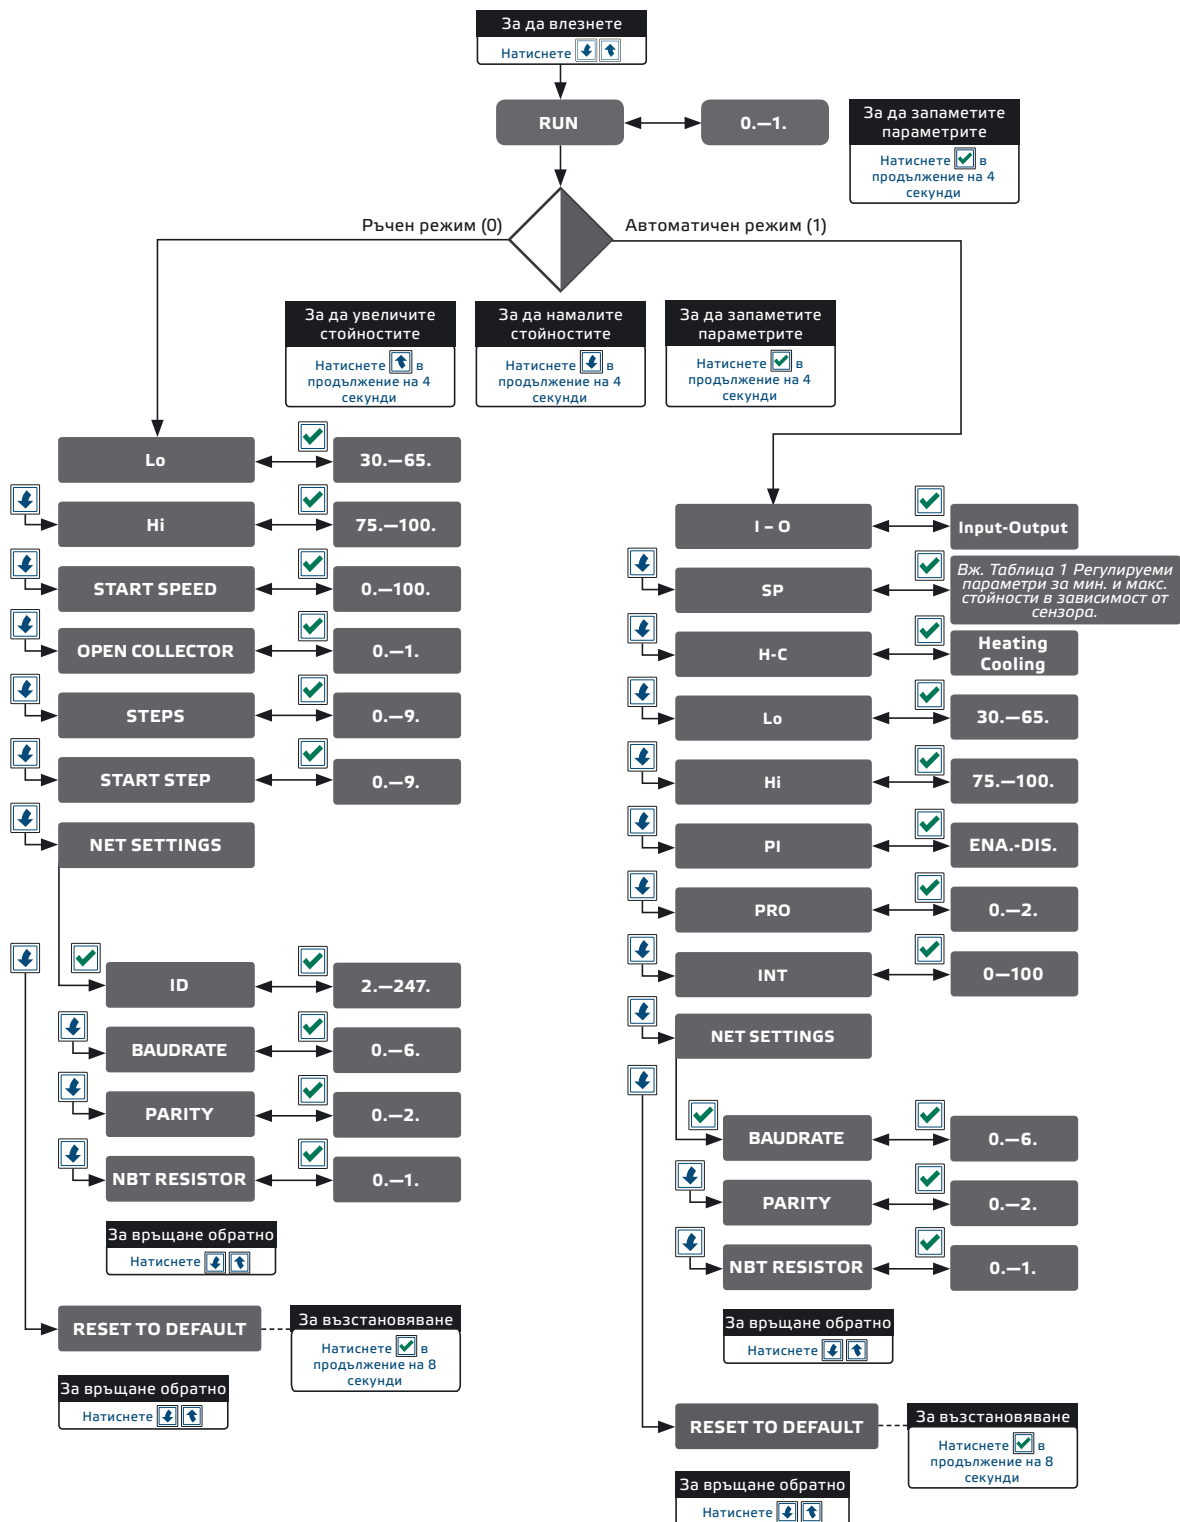 За да влезнете
Натиснете
RUN
0.—1.
За да запаметите
параметрите
Натиснете в
продължение на 4
секунди
Ръчен режим (0)
Автоматичен режим (1)
За да увеличите
стойностите
Натиснете в
продължение на 4
секунди
За да намалите
стойностите
Натиснете в
продължение на 4
секунди
За да запаметите
параметрите
Натиснете в
продължение на 4
секунди
Lo
30.—65.
Hi
75.—100.
START SPEED
0.—100.
OPEN COLLECTOR
0.—1.
STEPS
0.—9.
START STEP
0.—9.
NET SETTINGS
ID
2.—247.
BAUDRATE
0.—6.
PARITY
0.—2.
NBT RESISTOR
0.—1.
За връщане обратно
Натиснете
RESET TO DEFAULT
За възстановяване
Натиснете в
продължение на 8
секунди
За връщане обратно
Натиснете
I – O
Input-Output
SP
Вж. Таблица 1 Регулируеми
параметри за мин. и макс.
стойности в зависимост от
сензора.
H-C
Heating
Cooling
Lo
30.—65.
Hi
75.—100.
PI
ENA.-DIS.
PRO
0.—2.
INT
0—100
NET SETTINGS
BAUDRATE
0.—6.
PARITY
0.—2.
NBT RESISTOR
0.—1.
За връщане обратно
Натиснете
RESET TO DEFAULT
За възстановяване
Натиснете в
продължение на 8
секунди
За връщане обратно
Натиснете